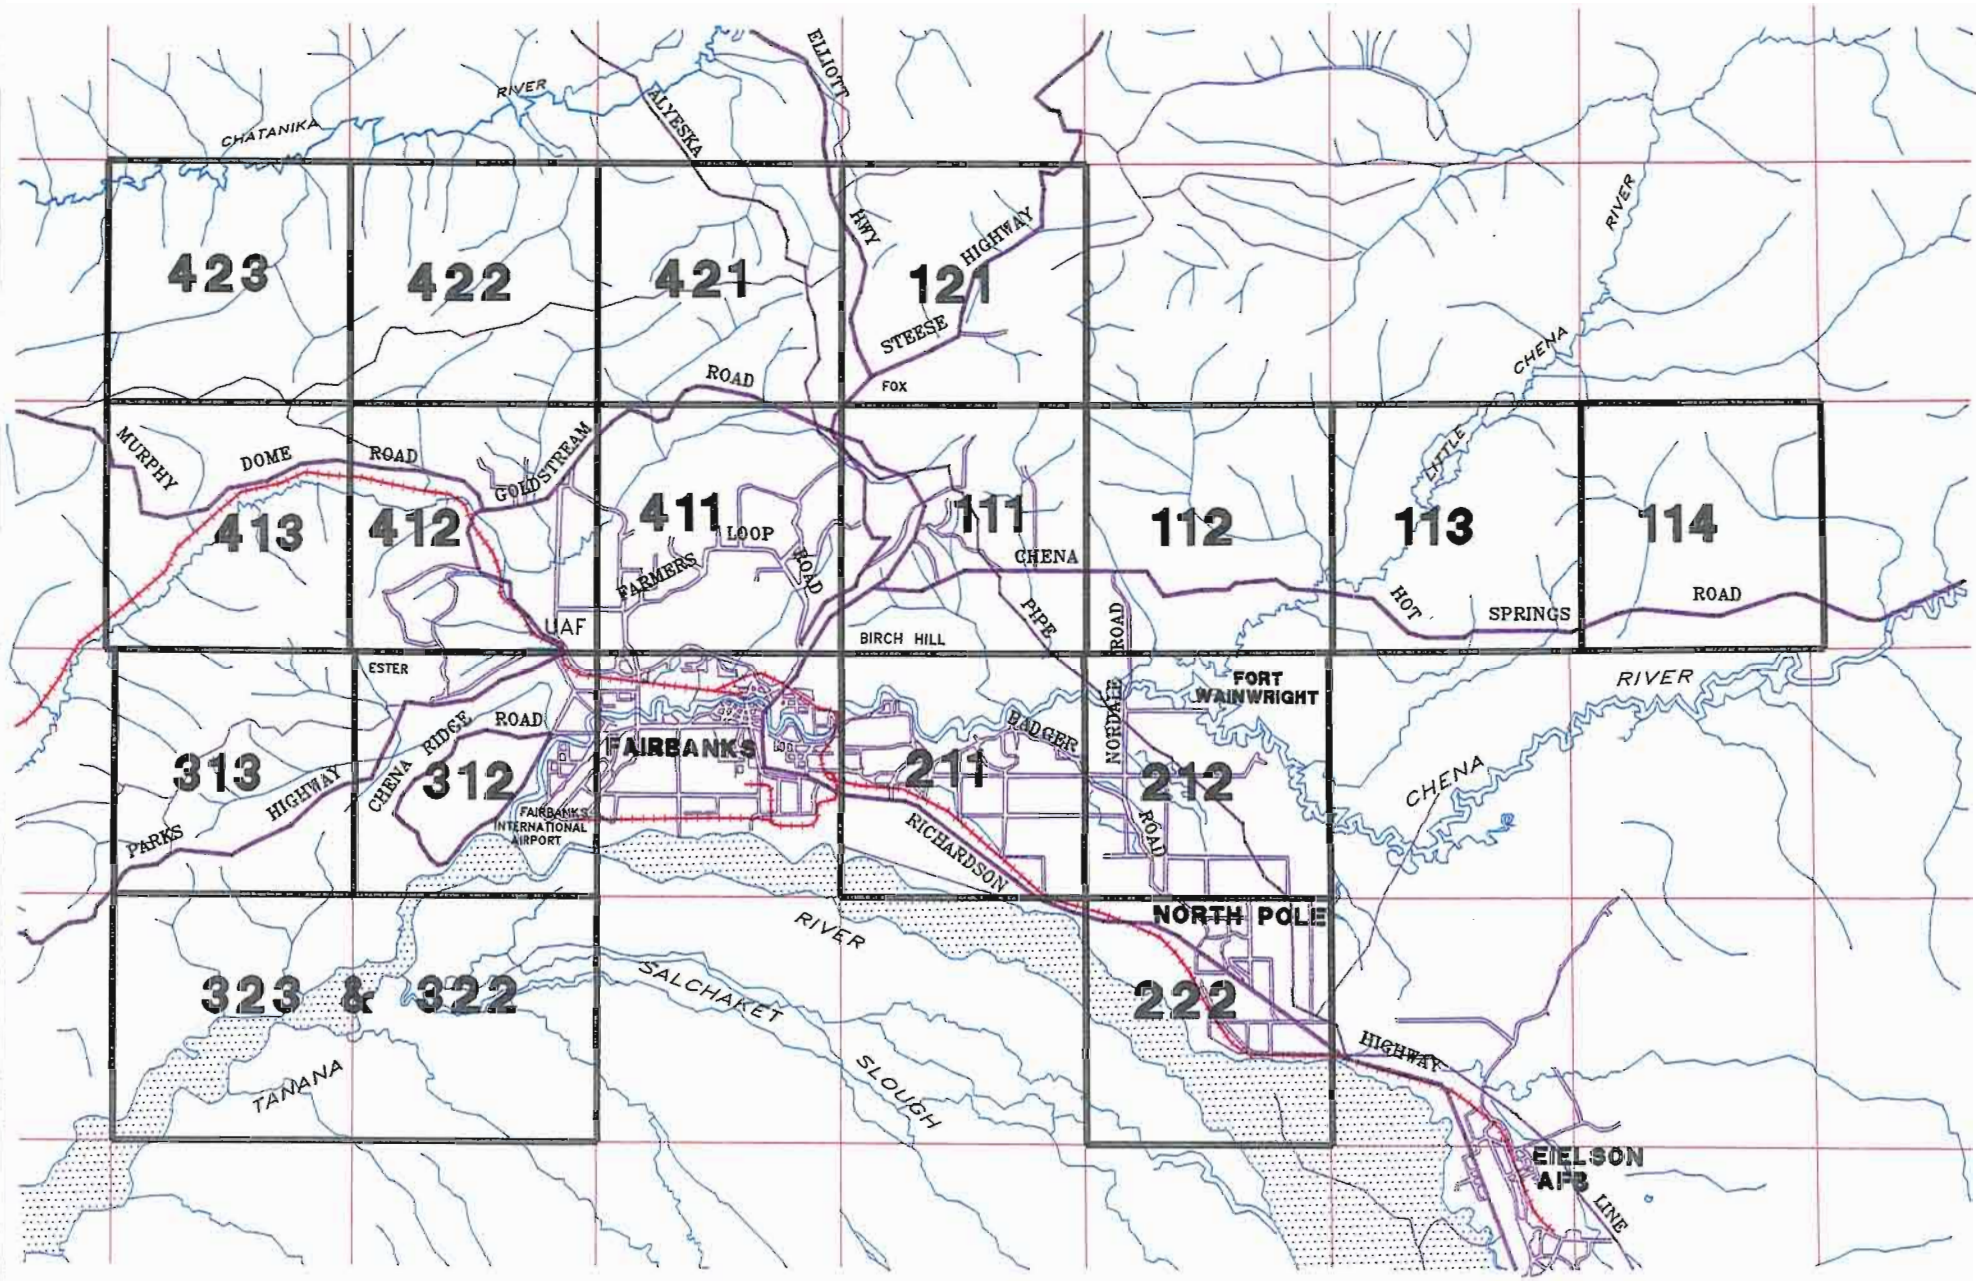 ELLIOTT
RIVER
ALYESKA
CHATANIKA
RIVER
HWY
HIGHWAY
423
422
421
121
STEESE
CHENA
ROAD
FOX
MURPHY
DOME
ROAD
GOLDSTREAM
LITTLE
413
412
411
LOOP
111
112
113
114
CHENA
FARMERS
ROAD
PIPE
ROAD
HOT
SPRINGS
ROAD
UAF
BIRCH HILL
ESTER
FORT
WAINWRIGHT
RIVER
CHENA
RIDGE
ROAD
FAIRBANKS
BADGER
NORDALE
313
HIGHWAY
312
211
212
CHENA
PARKS
FAIRBANKS
INTERNATIONAL
AIRPORT
RICHARDSON
ROAD
NORTH POLE
RIVER
323 & 322
SALCHAKET
222
HIGHWAY
TANANA
SLOUGH
EIELSON
AFB
LINE